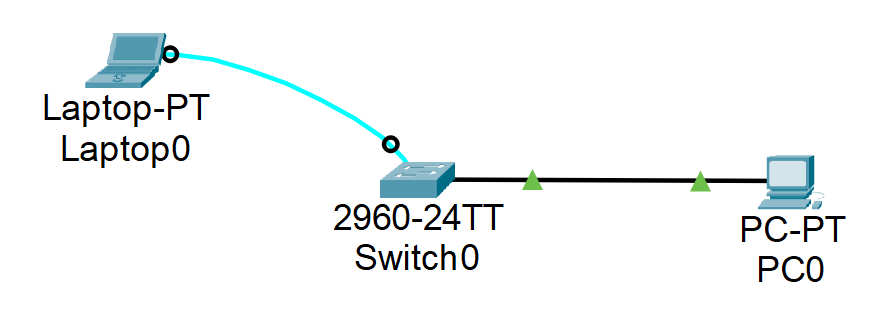 Laptop-PT
Laptop0
2960-24TT
Switch0
PC-PT
PC0